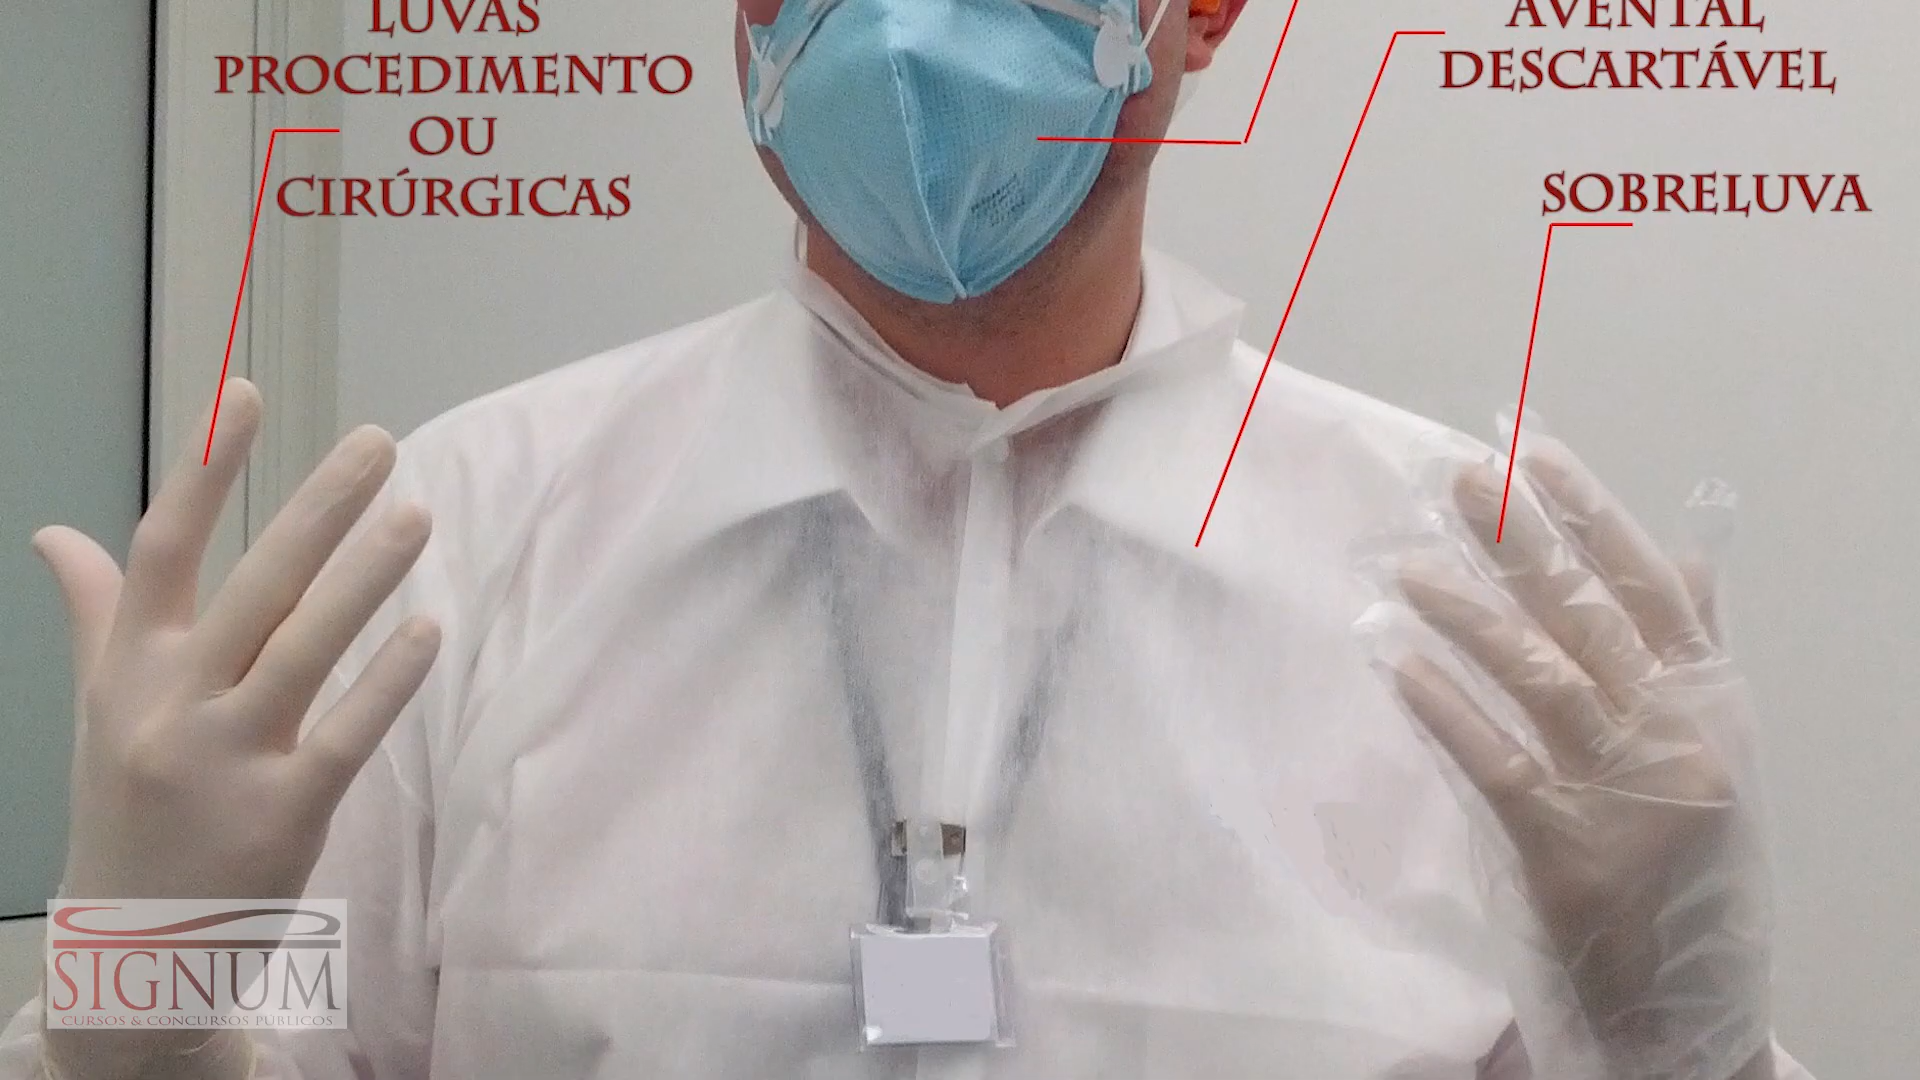 LUVAS
PROCEDIMENTO
OU
CIRÚRGICAS
AVENTAL
DESCARTÁVEL
SOBRELUVA
SIGNUM
CURSOS & CONCURSOS PÚBLICOS